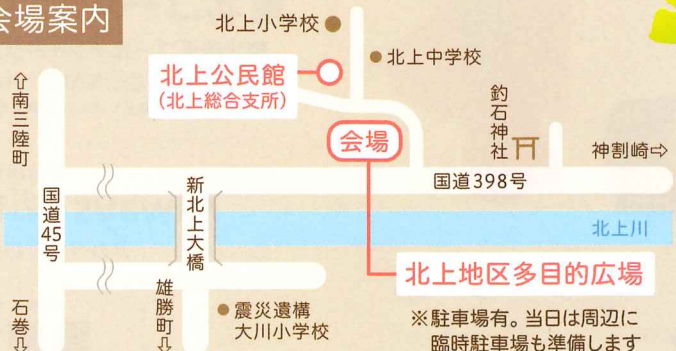 会場案内
北上小学校
北上中学校
北上公民館
(北上総合支所)
⇧南三陸町
釣石神社
会場
神割崎⇨
国道398号
国道45号
新北上大橋
北上川
北上地区多目的広場
石巻⇩
雄勝町⇩
震災遺構
大川小学校
※駐車場有。当日は周辺に
臨時駐車場も準備します